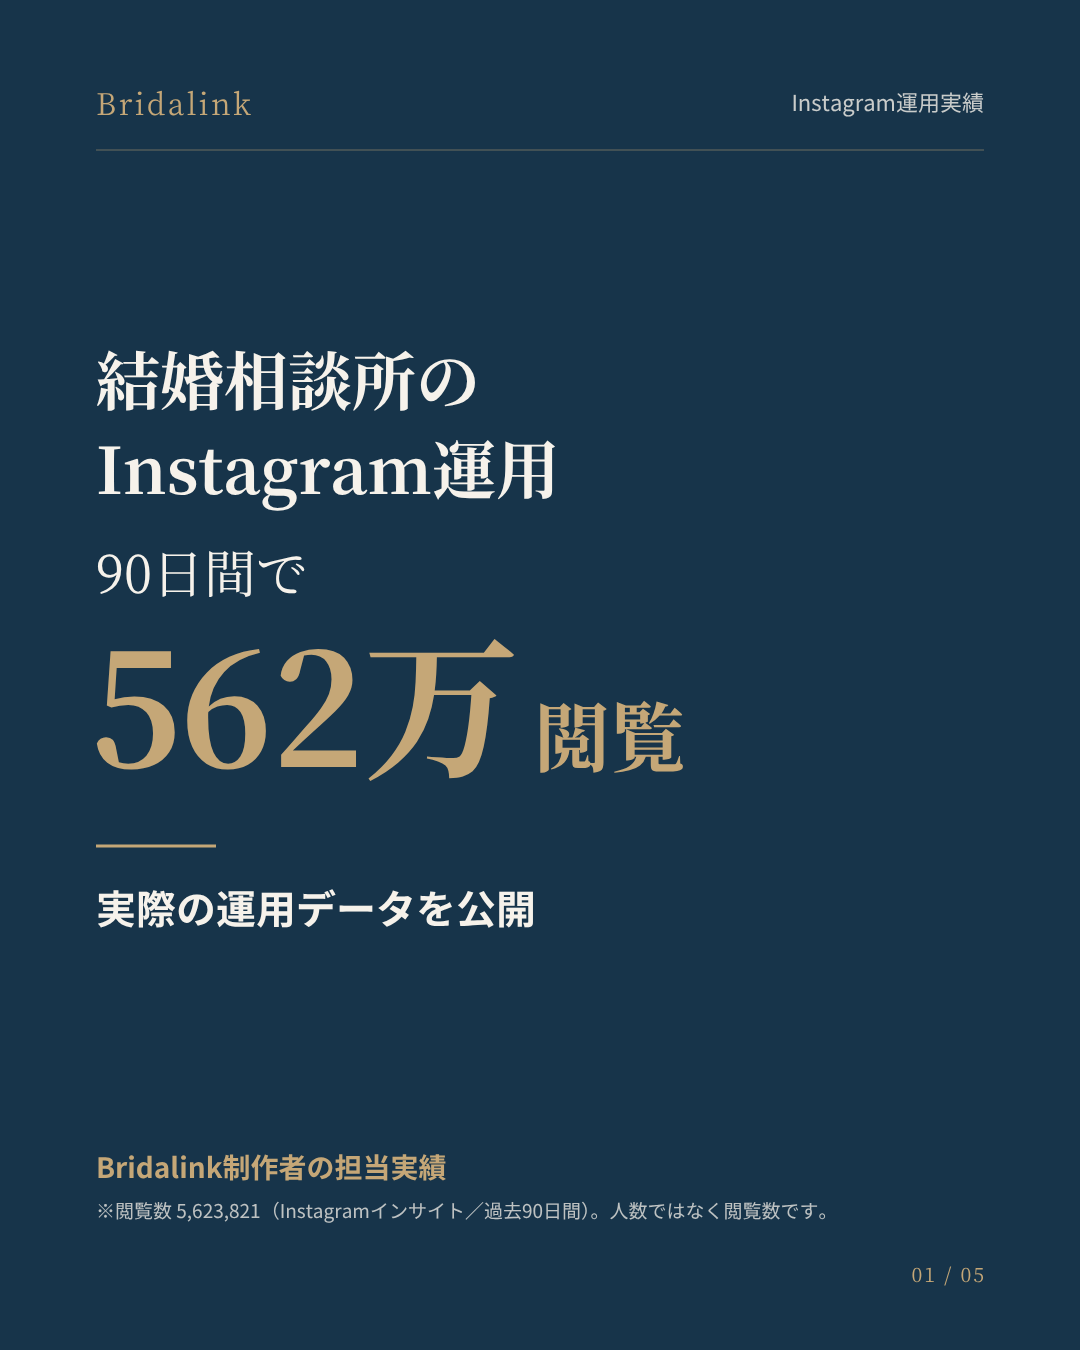 Bridalink
Instagram運用実績
結婚相談所の
Instagram運用
90日間で
562万 閲覧
実際の運用データを公開
Bridalink制作者の担当実績
※閲覧数 5,623,821（Instagramインサイト／過去90日間）。人数ではなく閲覧数です。
01 / 05